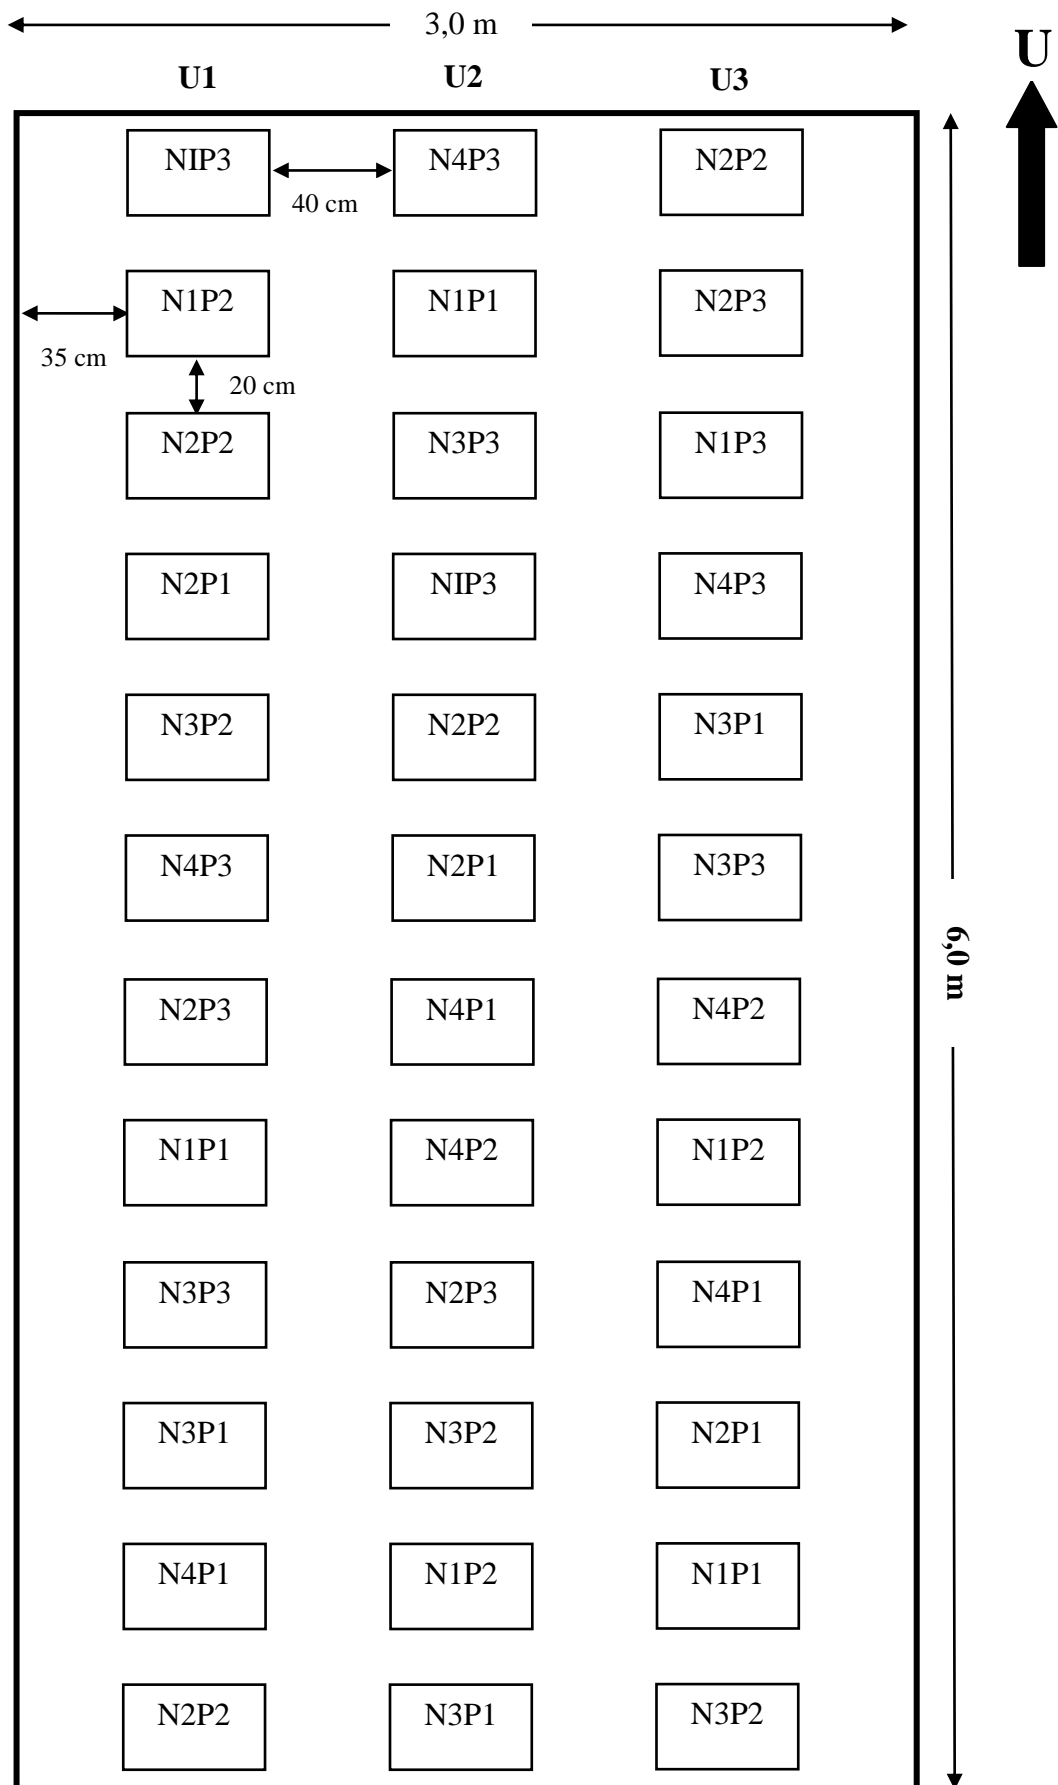 3,0 m
U
U1 U2 U3
NIP3 N4P3 N2P2
40 cm
N1P2 N1P1 N2P3
35 cm
20 cm
N2P2 N3P3 N1P3
N2P1 NIP3 N4P3
N3P2 N2P2 N3P1
N4P3 N2P1 N3P3
6,0 m
N2P3 N4P1 N4P2
N1P1 N4P2 N1P2
N3P3 N2P3 N4P1
N3P1 N3P2 N2P1
N4P1 N1P2 N1P1
N2P2 N3P1 N3P2